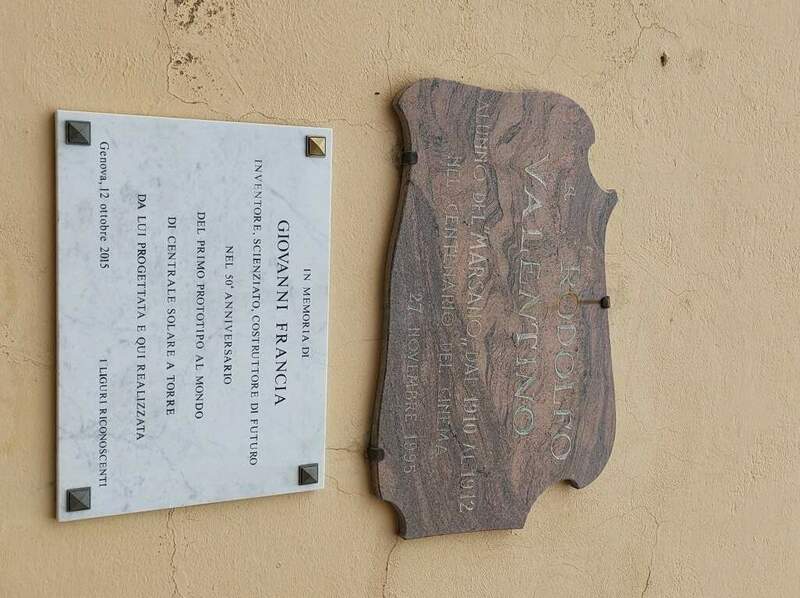 A RODOLFO
VALENTINO
ALUNNO DEL "MARSANO„ DAL 1910 AL 1912
NEL CENTENARIO DEL CINEMA
27 NOVEMBRE 1995
IN MEMORIA DI
GIOVANNI FRANCIA
INVENTORE, SCIENZIATO, COSTRUTTORE DI FUTURO
NEL 50° ANNIVERSARIO
DEL PRIMO PROTOTIPO AL MONDO
DI CENTRALE SOLARE A TORRE
DA LUI PROGETTATA E QUI REALIZZATA
I LIGURI RICONOSCENTI
Genova, 12 ottobre 2015